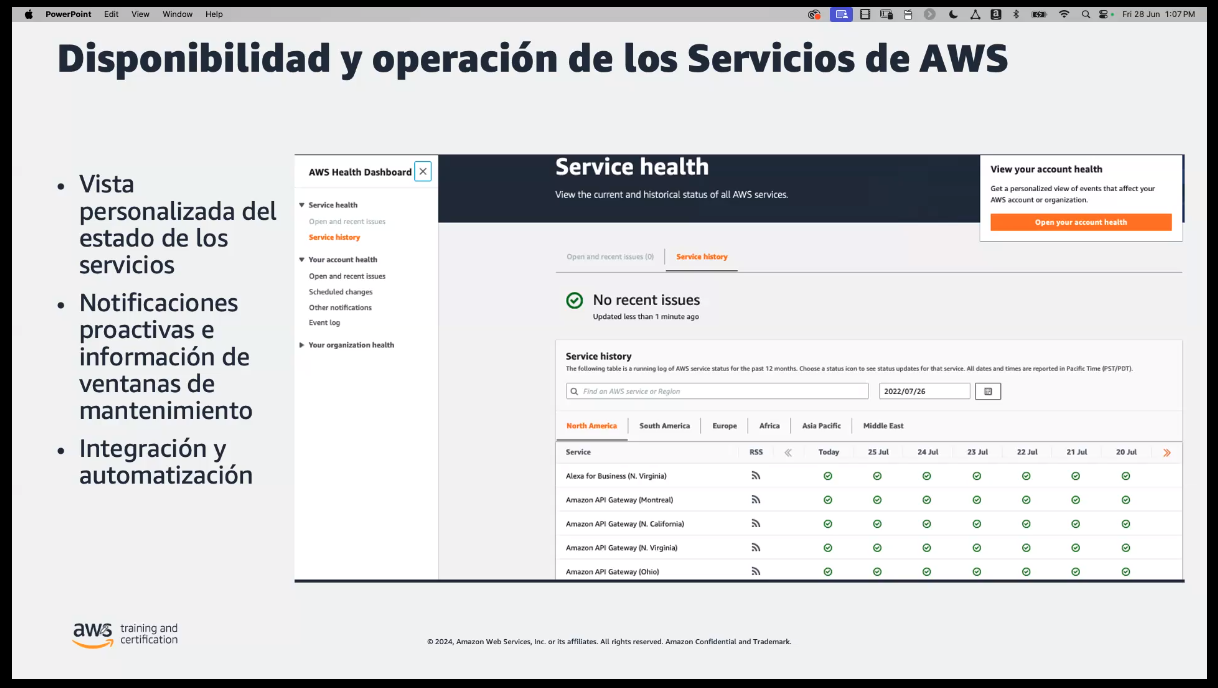 PowerPoint Edit View Window Help
Fri 28 Jun 1:07 PM
Disponibilidad y operación de los Servicios de AWS
• Vista
personalizada del
estado de los
servicios
• Notificaciones
proactivas e
información de
ventanas de
mantenimiento
• Integración y
automatización
AWS Health Dashboard
Service health
Open and recent issues
Service history
Your account health
Open and recent issues
Scheduled changes
Other notifications
Event log
Your organization health
Service health
View the current and historical status of all AWS services.
View your account health
Get a personalized view of events that affect your
AWS account or organization.
Open your account health
Open and recent issues (0) Service history
No recent issues
Updated less than 1 minute ago
Service history
The following table is a running log of AWS service status for the past 12 months. Choose a status icon to see status updates for that service. All dates and times are reported in Pacific Time (PST/PDT).
Find an AWS service or Region 2022/07/26
North America South America Europe Africa Asia Pacific Middle East
Service RSS Today 25 Jul 24 Jul 23 Jul 22 Jul 21 Jul 20 Jul
Alexa for Business (N. Virginia)
Amazon API Gateway (Montreal)
Amazon API Gateway (N. California)
Amazon API Gateway (N. Virginia)
Amazon API Gateway (Ohio)
aws training and
certification
© 2024, Amazon Web Services, Inc. or its affiliates. All rights reserved. Amazon Confidential and Trademark.